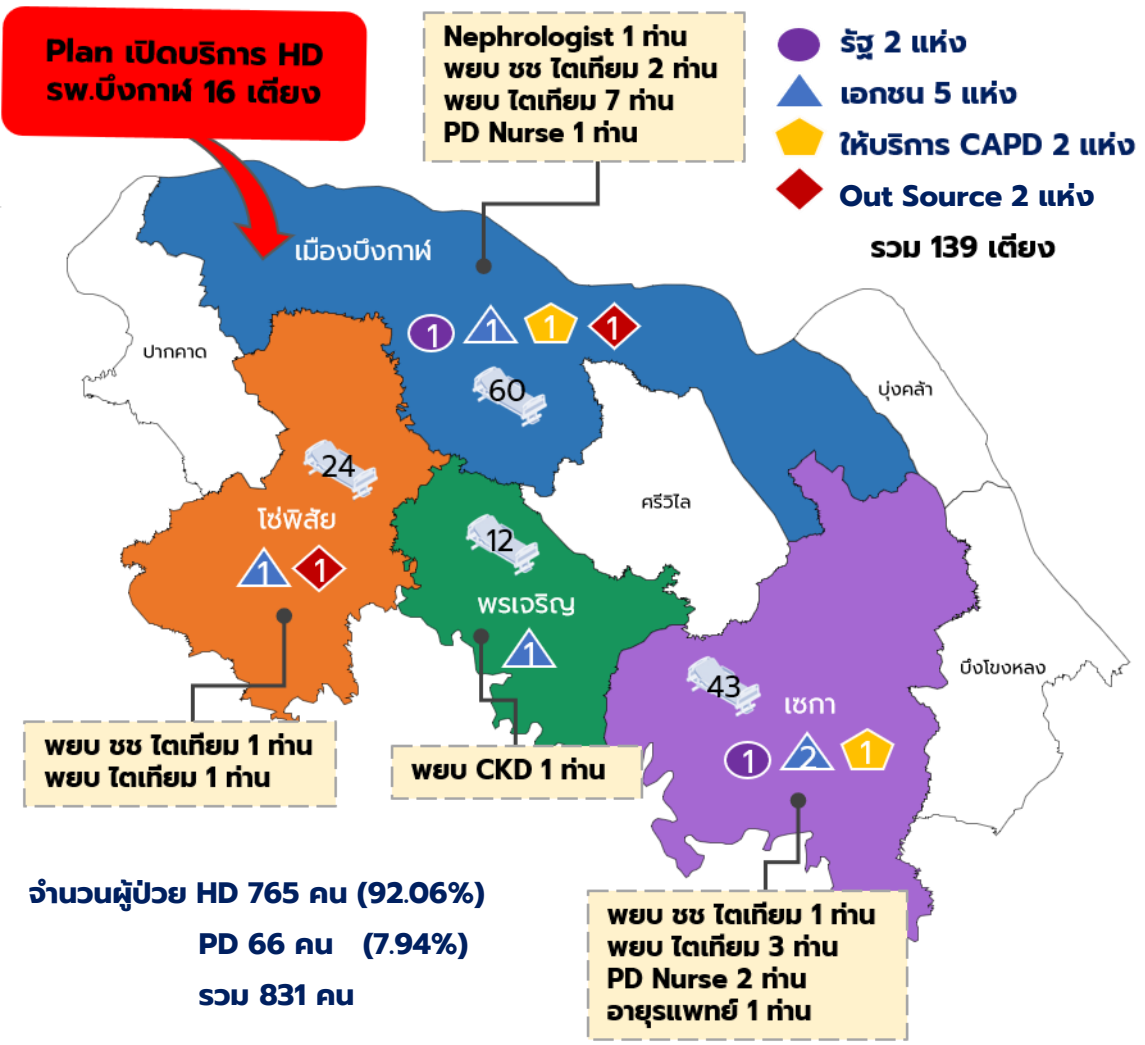 Plan เปิดบริการ HD
รพ.บึงกาฬ 16 เตียง
Nephrologist 1 ท่าน
พยบ ชช ไตเทียม 2 ท่าน
พยบ ไตเทียม 7 ท่าน
PD Nurse 1 ท่าน
รัฐ 2 แห่ง
เอกชน 5 แห่ง
ให้บริการ CAPD 2 แห่ง
Out Source 2 แห่ง
รวม 139 เตียง
เมืองบึงกาฬ
1 1 1 1
60
ปากคาด
บุ่งคล้า
24
โซ่พิสัย
1 1
ศรีวิไล
12
พรเจริญ
1
บึงโขงหลง
43
เซกา
1 2 1
พยบ ชช ไตเทียม 1 ท่าน
พยบ ไตเทียม 1 ท่าน
พยบ CKD 1 ท่าน
พยบ ชช ไตเทียม 1 ท่าน
พยบ ไตเทียม 3 ท่าน
PD Nurse 2 ท่าน
อายุรแพทย์ 1 ท่าน
จำนวนผู้ป่วย HD 765 คน (92.06%)
PD 66 คน (7.94%)
รวม 831 คน